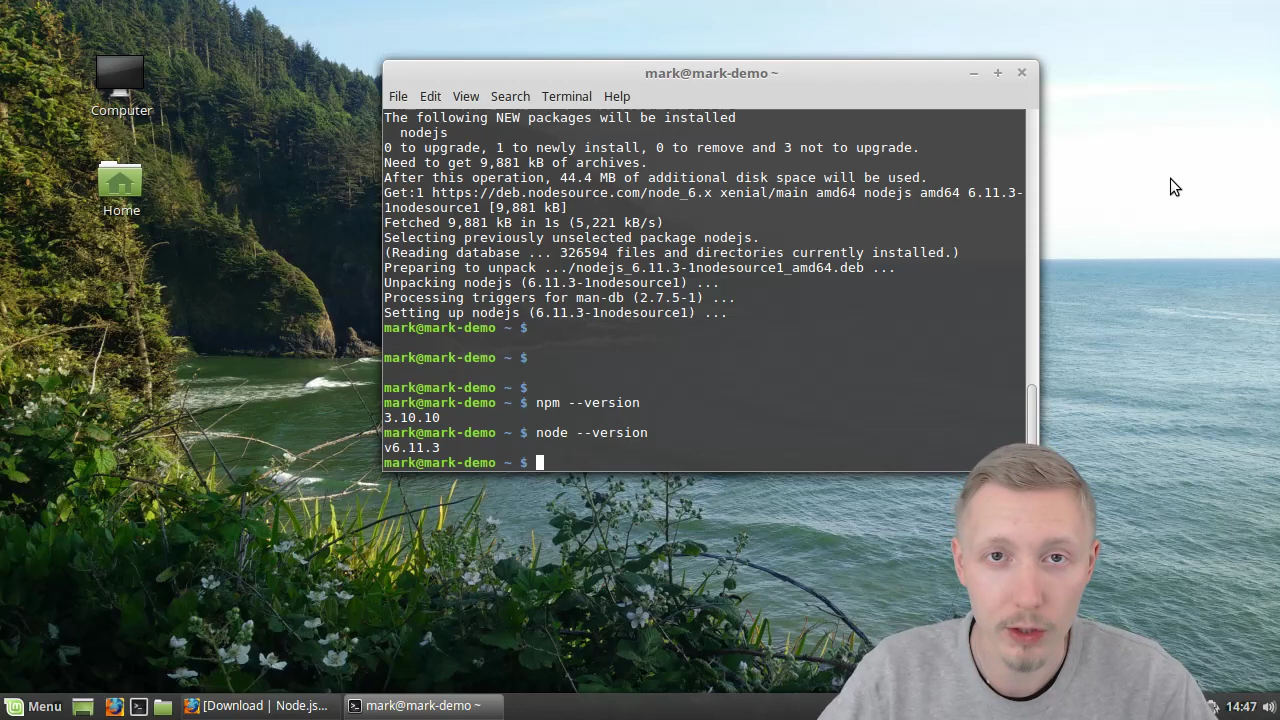 Computer
Home
mark@mark-demo ~
File Edit View Search Terminal Help
The following NEW packages will be installed
nodejs
0 to upgrade, 1 to newly install, 0 to remove and 3 not to upgrade.
Need to get 9,881 kB of archives.
After this operation, 44.4 MB of additional disk space will be used.
Get:1 https://deb.nodesource.com/node_6.x xenial/main amd64 nodejs amd64 6.11.3-
1nodesource1 [9,881 kB]
Fetched 9,881 kB in 1s (5,221 kB/s)
Selecting previously unselected package nodejs.
(Reading database ... 326594 files and directories currently installed.)
Preparing to unpack .../nodejs_6.11.3-1nodesource1_amd64.deb ...
Unpacking nodejs (6.11.3-1nodesource1) ...
Processing triggers for man-db (2.7.5-1) ...
Setting up nodejs (6.11.3-1nodesource1) ...
mark@mark-demo ~ $
mark@mark-demo ~ $
mark@mark-demo ~ $
mark@mark-demo ~ $ npm --version
3.10.10
mark@mark-demo ~ $ node --version
v6.11.3
mark@mark-demo ~ $
Menu
[Download | Node.js...
mark@mark-demo ~
14:47